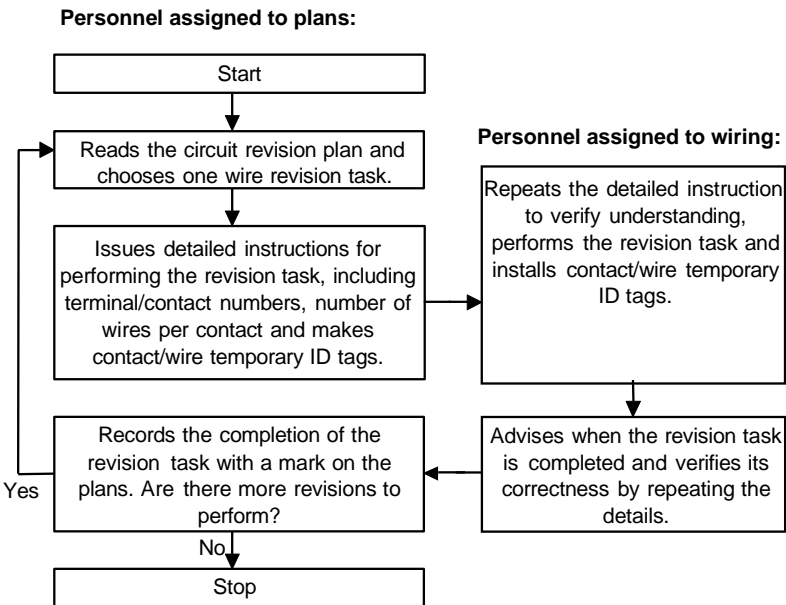 Personnel assigned to plans:
Start
Reads the circuit revision plan and
chooses one wire revision task.
Issues detailed instructions for
performing the revision task, including
terminal/contact numbers, number of
wires per contact and makes
contact/wire temporary ID tags.
Personnel assigned to wiring:
Repeats the detailed instruction
to verify understanding,
performs the revision task and
installs contact/wire temporary
ID tags.
Advises when the revision task
is completed and verifies its
correctness by repeating the
details.
Records the completion of the
revision task with a mark on the
plans. Are there more revisions to
perform?
Yes
No
Stop